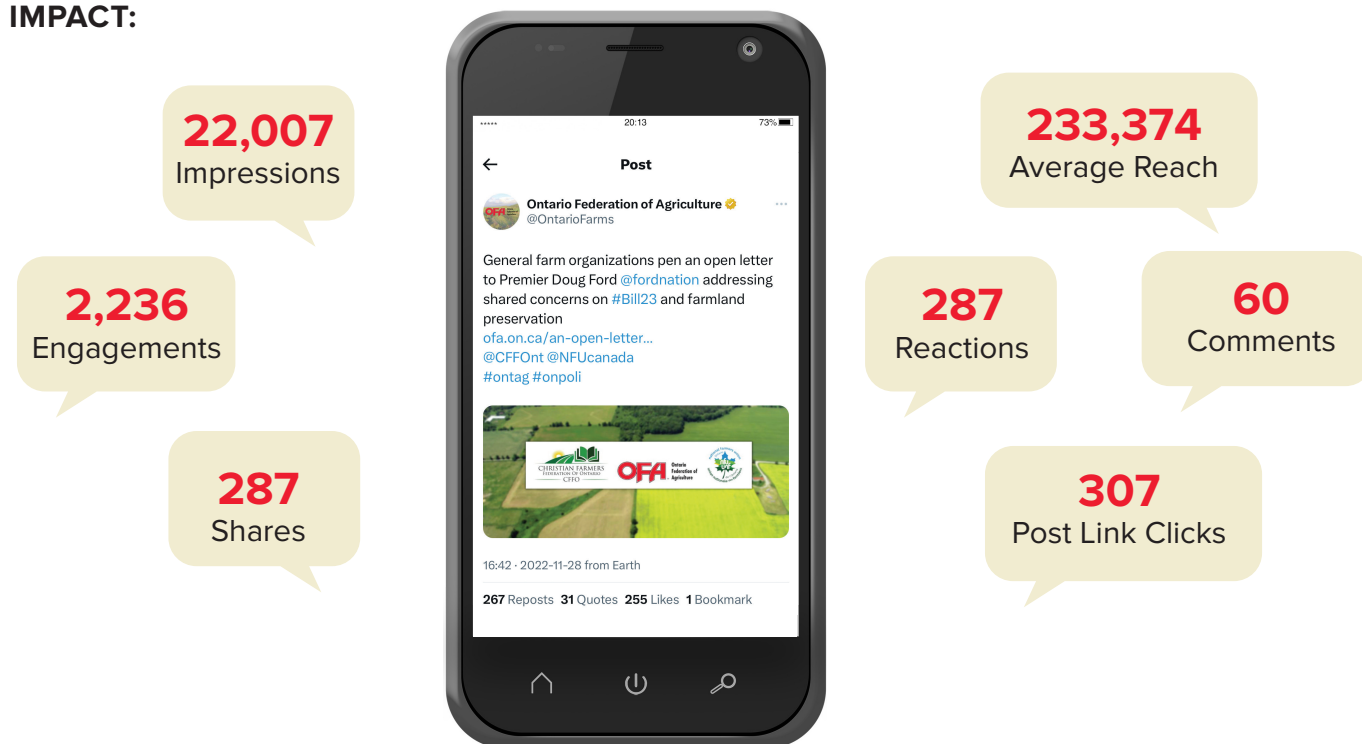 IMPACT:
22,007
Impressions
2,236
Engagements
287
Shares
20:13
73%
Post
OFA
Ontario Federation of Agriculture
@OntarioFarms
General farm organizations pen an open letter
to Premier Doug Ford @fordnation addressing
shared concerns on #Bill23 and farmland
preservation
ofa.on.ca/an-open-letter...
@CFFOnt @NFUcanada
#ontag #onpoli
CHRISTIAN FARMERS
FEDERATION OF ONTARIO
CFFO
OFA
Ontario
Federation of
Agriculture
16:42 · 2022-11-28 from Earth
267 Reposts 31 Quotes 255 Likes 1 Bookmark
233,374
Average Reach
287
Reactions
60
Comments
307
Post Link Clicks